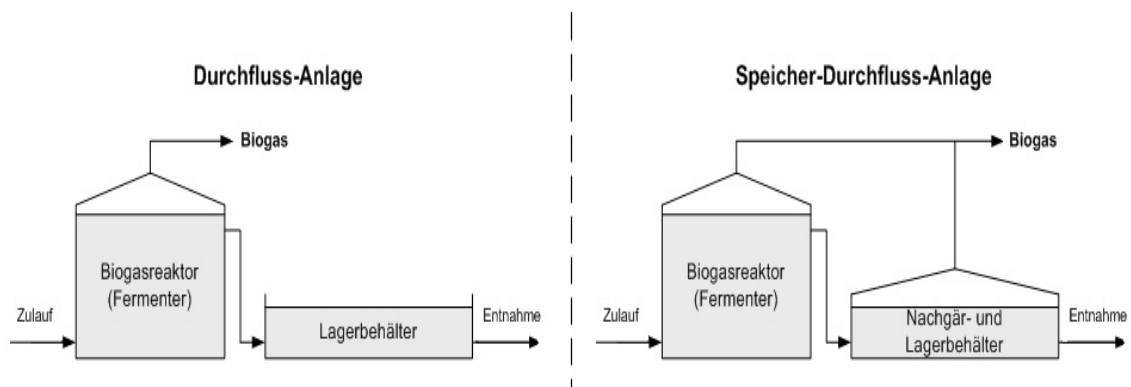 Durchfluss-Anlage
Biogas
Biogasreaktor
(Fermenter)
Zulauf
Lagerbehälter
Entnahme
Speicher-Durchfluss-Anlage
Biogas
Biogasreaktor
(Fermenter)
Zulauf
Nachgär- und
Lagerbehälter
Entnahme